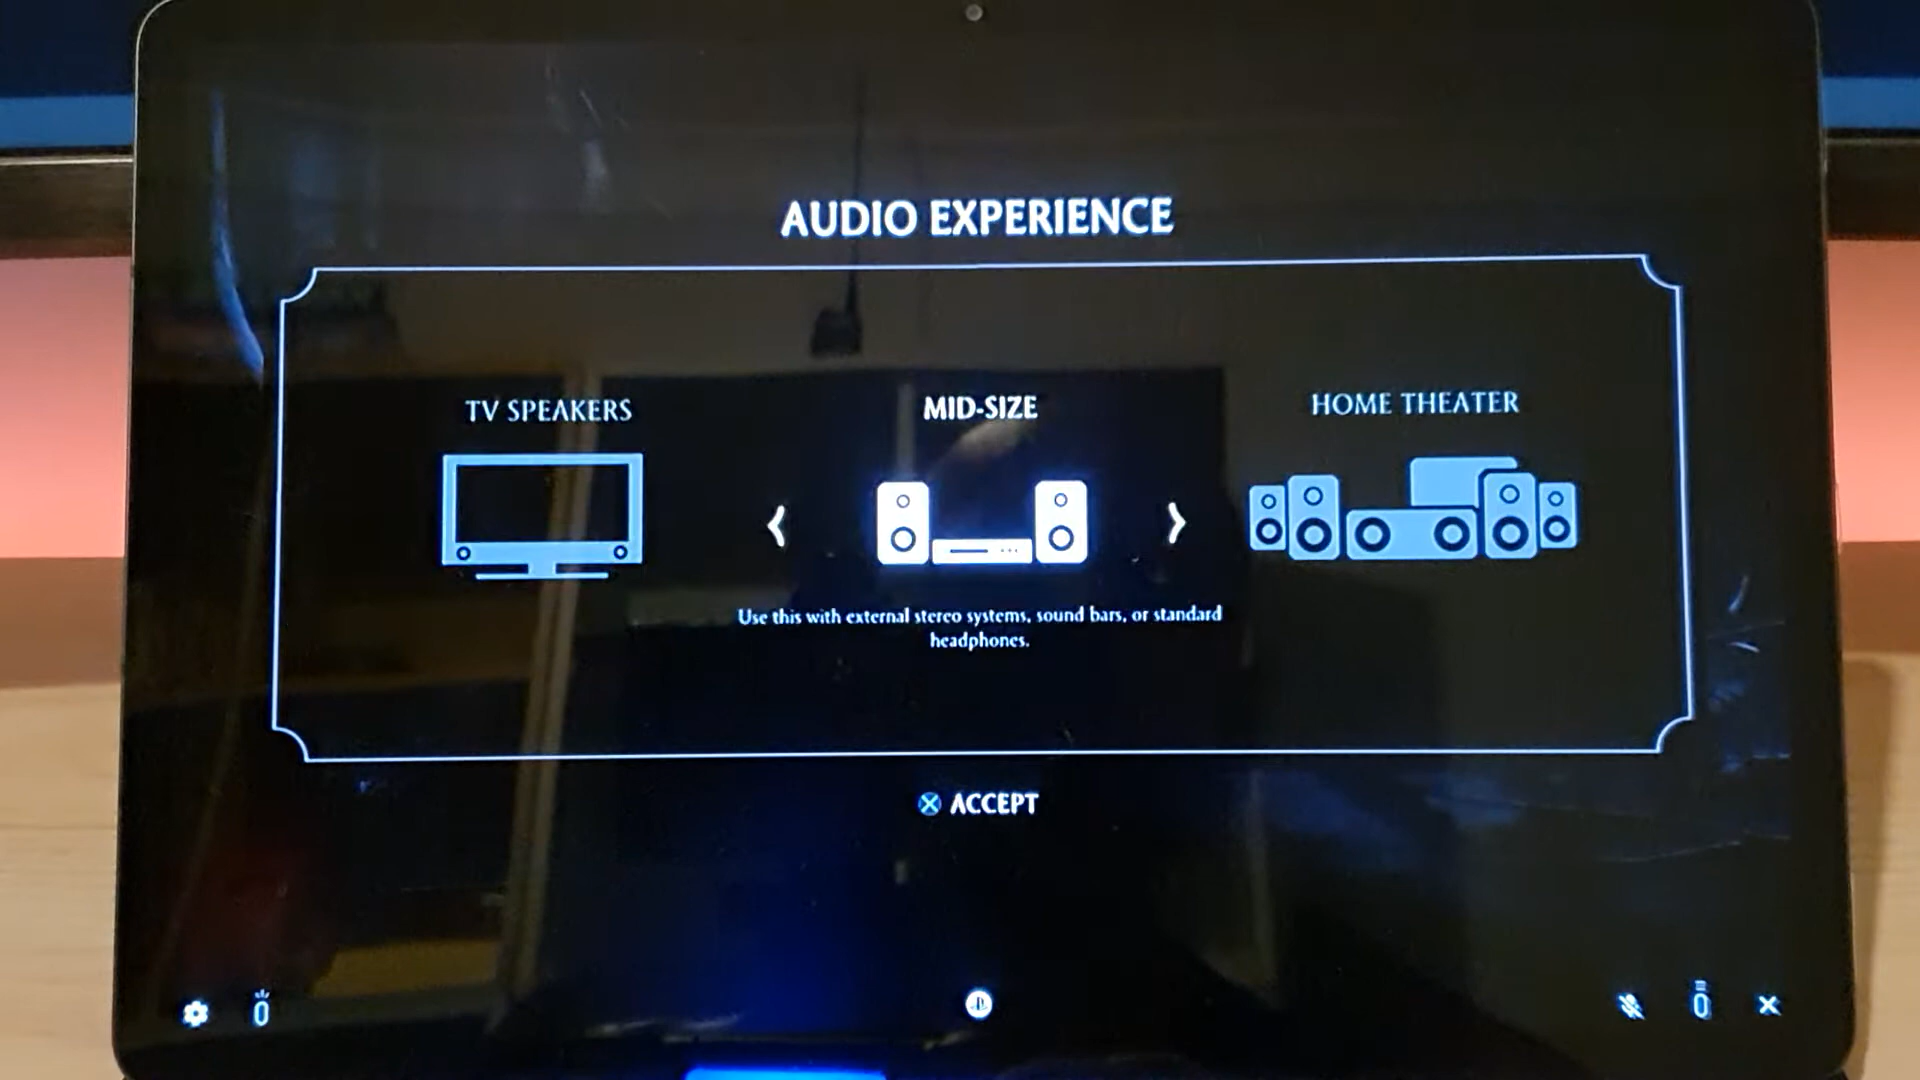 AUDIO EXPERIENCE
TV SPEAKERS
MID-SIZE
HOME THEATER
Use this with external stereo systems, sound bars, or standard
headphones.
ACCEPT